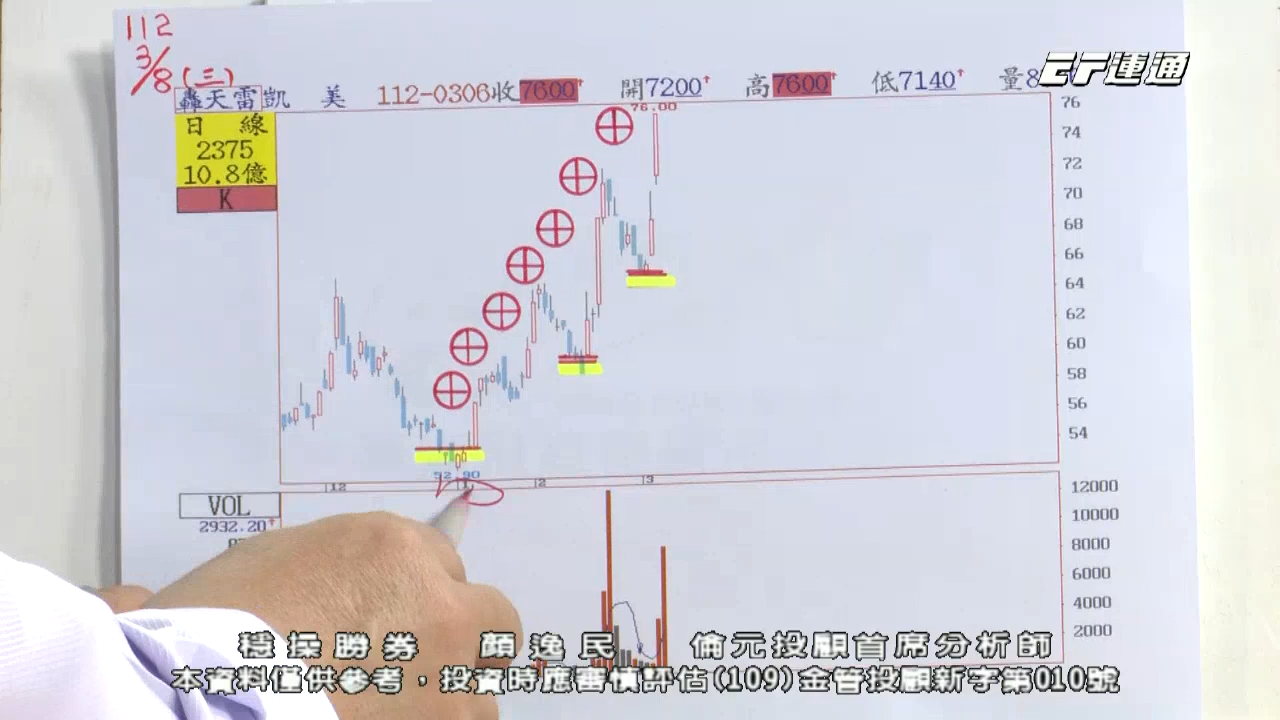 112
3/8 (三)
EF運通
轟天雷凱 美 112-0306收7600↑ 開7200↑ 高7600↑ 低7140↑ 量8
日 線
2375
10.8億
K
76.00
76
74
72
70
68
66
64
62
60
58
56
54
52.90
12 1 2 3
VOL
2932.20↑
12000
10000
8000
6000
4000
2000
穩操勝券 顏逸民 倫元投顧首席分析師
本資料僅供參考，投資時應審慎評估(109)金管投顧新字第010號